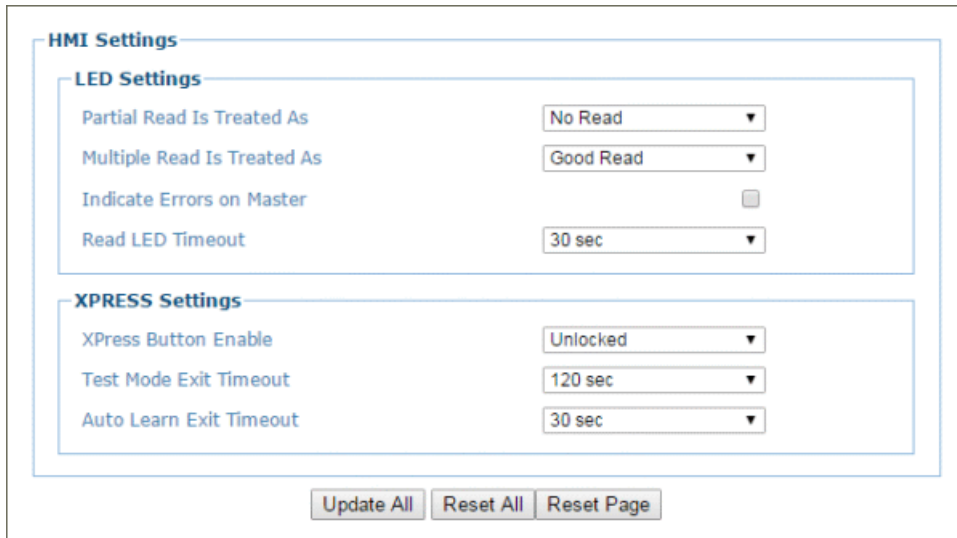 HMI Settings
LED Settings
Partial Read Is Treated As No Read
Multiple Read Is Treated As Good Read
Indicate Errors on Master
Read LED Timeout 30 sec
XPRESS Settings
XPress Button Enable Unlocked
Test Mode Exit Timeout 120 sec
Auto Learn Exit Timeout 30 sec
Update All Reset All Reset Page